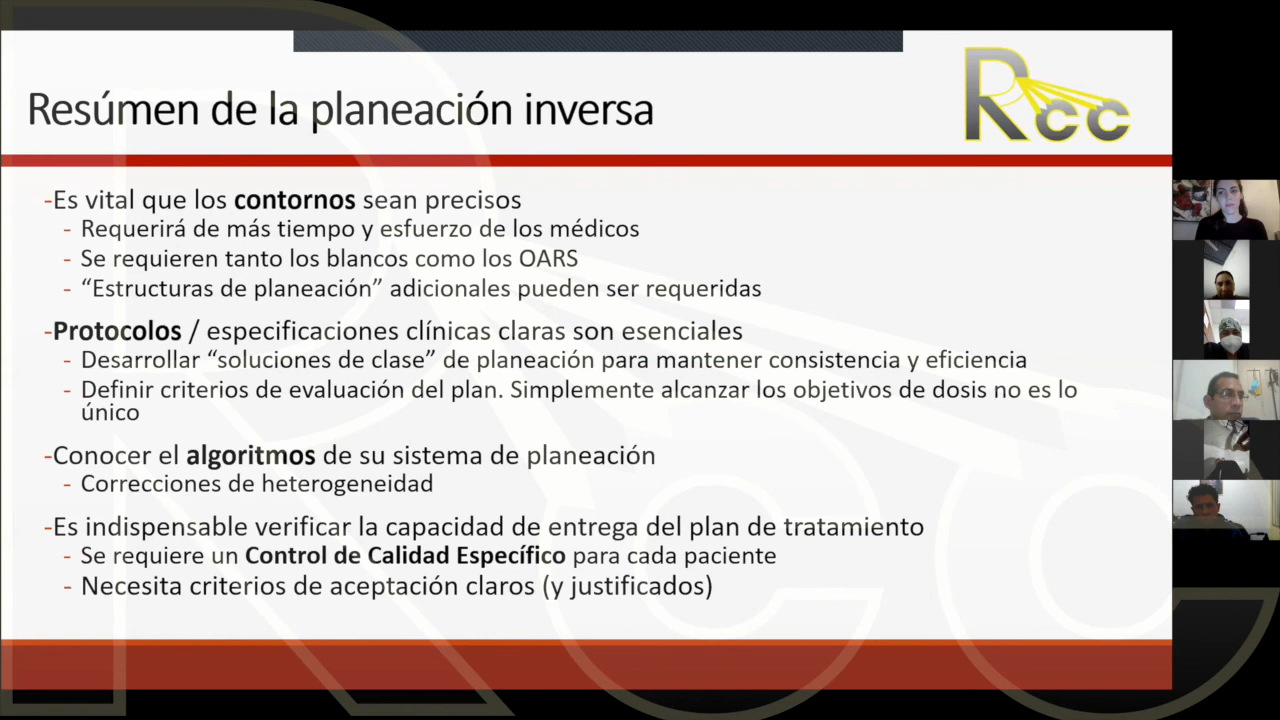 Resúmen de la planeación inversa
Rcc
-Es vital que los contornos sean precisos
- Requerirá de más tiempo y esfuerzo de los médicos
- Se requieren tanto los blancos como los OARS
- “Estructuras de planeación” adicionales pueden ser requeridas
-Protocolos / especificaciones clínicas claras son esenciales
- Desarrollar “soluciones de clase” de planeación para mantener consistencia y eficiencia
- Definir criterios de evaluación del plan. Simplemente alcanzar los objetivos de dosis no es lo
único
-Conocer el algoritmos de su sistema de planeación
- Correcciones de heterogeneidad
-Es indispensable verificar la capacidad de entrega del plan de tratamiento
- Se requiere un Control de Calidad Específico para cada paciente
- Necesita criterios de aceptación claros (y justificados)